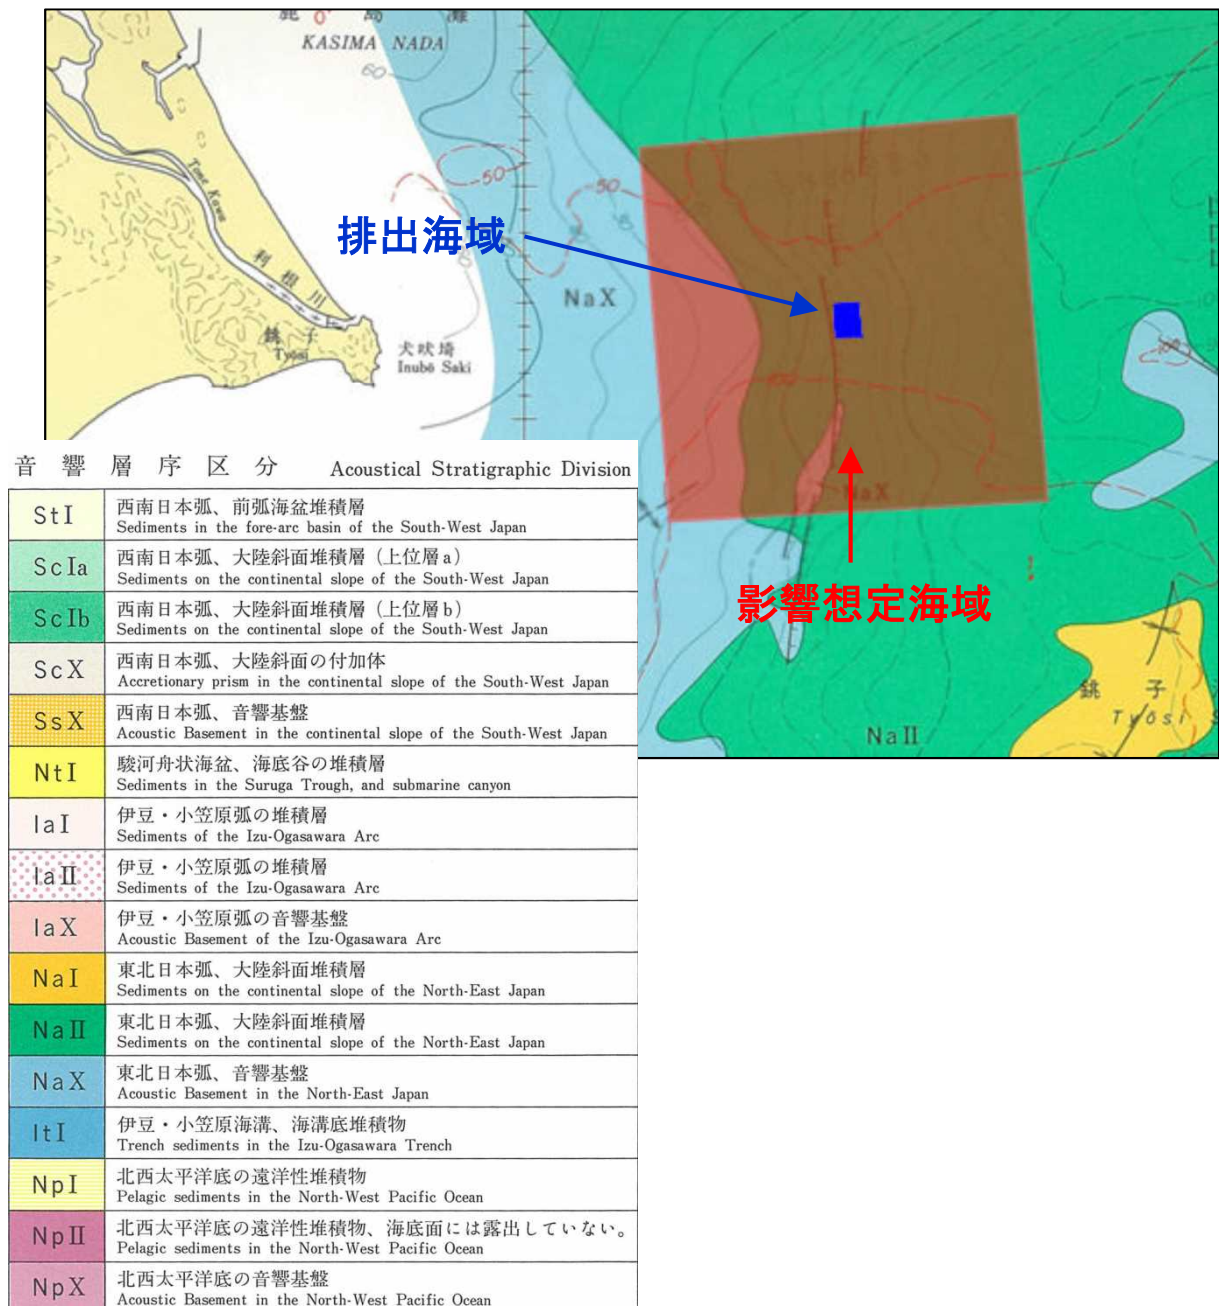 鹿 島 灘
KASIMA NADA
60
50
50
Tone Kawa
利根川
排出海域
NaX
銚 子
Tyôsi
犬吠埼
Inubô Saki
NaX
影響想定海域
銚 子
Tyôsi
NaⅡ
音 響 層 序 区 分 Acoustical Stratigraphic Division
StⅠ 西南日本弧、前弧海盆堆積層
Sediments in the fore-arc basin of the South-West Japan
ScⅠa 西南日本弧、大陸斜面堆積層（上位層a）
Sediments on the continental slope of the South-West Japan
ScⅠb 西南日本弧、大陸斜面堆積層（上位層b）
Sediments on the continental slope of the South-West Japan
ScX 西南日本弧、大陸斜面の付加体
Accretionary prism in the continental slope of the South-West Japan
SsX 西南日本弧、音響基盤
Acoustic Basement in the continental slope of the South-West Japan
NtⅠ 駿河舟状海盆、海底谷の堆積層
Sediments in the Suruga Trough, and submarine canyon
IaⅠ 伊豆・小笠原弧の堆積層
Sediments of the Izu-Ogasawara Arc
IaⅡ 伊豆・小笠原弧の堆積層
Sediments of the Izu-Ogasawara Arc
IaX 伊豆・小笠原弧の音響基盤
Acoustic Basement of the Izu-Ogasawara Arc
NaⅠ 東北日本弧、大陸斜面堆積層
Sediments on the continental slope of the North-East Japan
NaⅡ 東北日本弧、大陸斜面堆積層
Sediments on the continental slope of the North-East Japan
NaX 東北日本弧、音響基盤
Acoustic Basement in the North-East Japan
ItⅠ 伊豆・小笠原海溝、海溝底堆積物
Trench sediments in the Izu-Ogasawara Trench
NpⅠ 北西太平洋底の遠洋性堆積物
Pelagic sediments in the North-West Pacific Ocean
NpⅡ 北西太平洋底の遠洋性堆積物、海底面には露出していない。
Pelagic sediments in the North-West Pacific Ocean
NpX 北西太平洋底の音響基盤
Acoustic Basement in the North-West Pacific Ocean